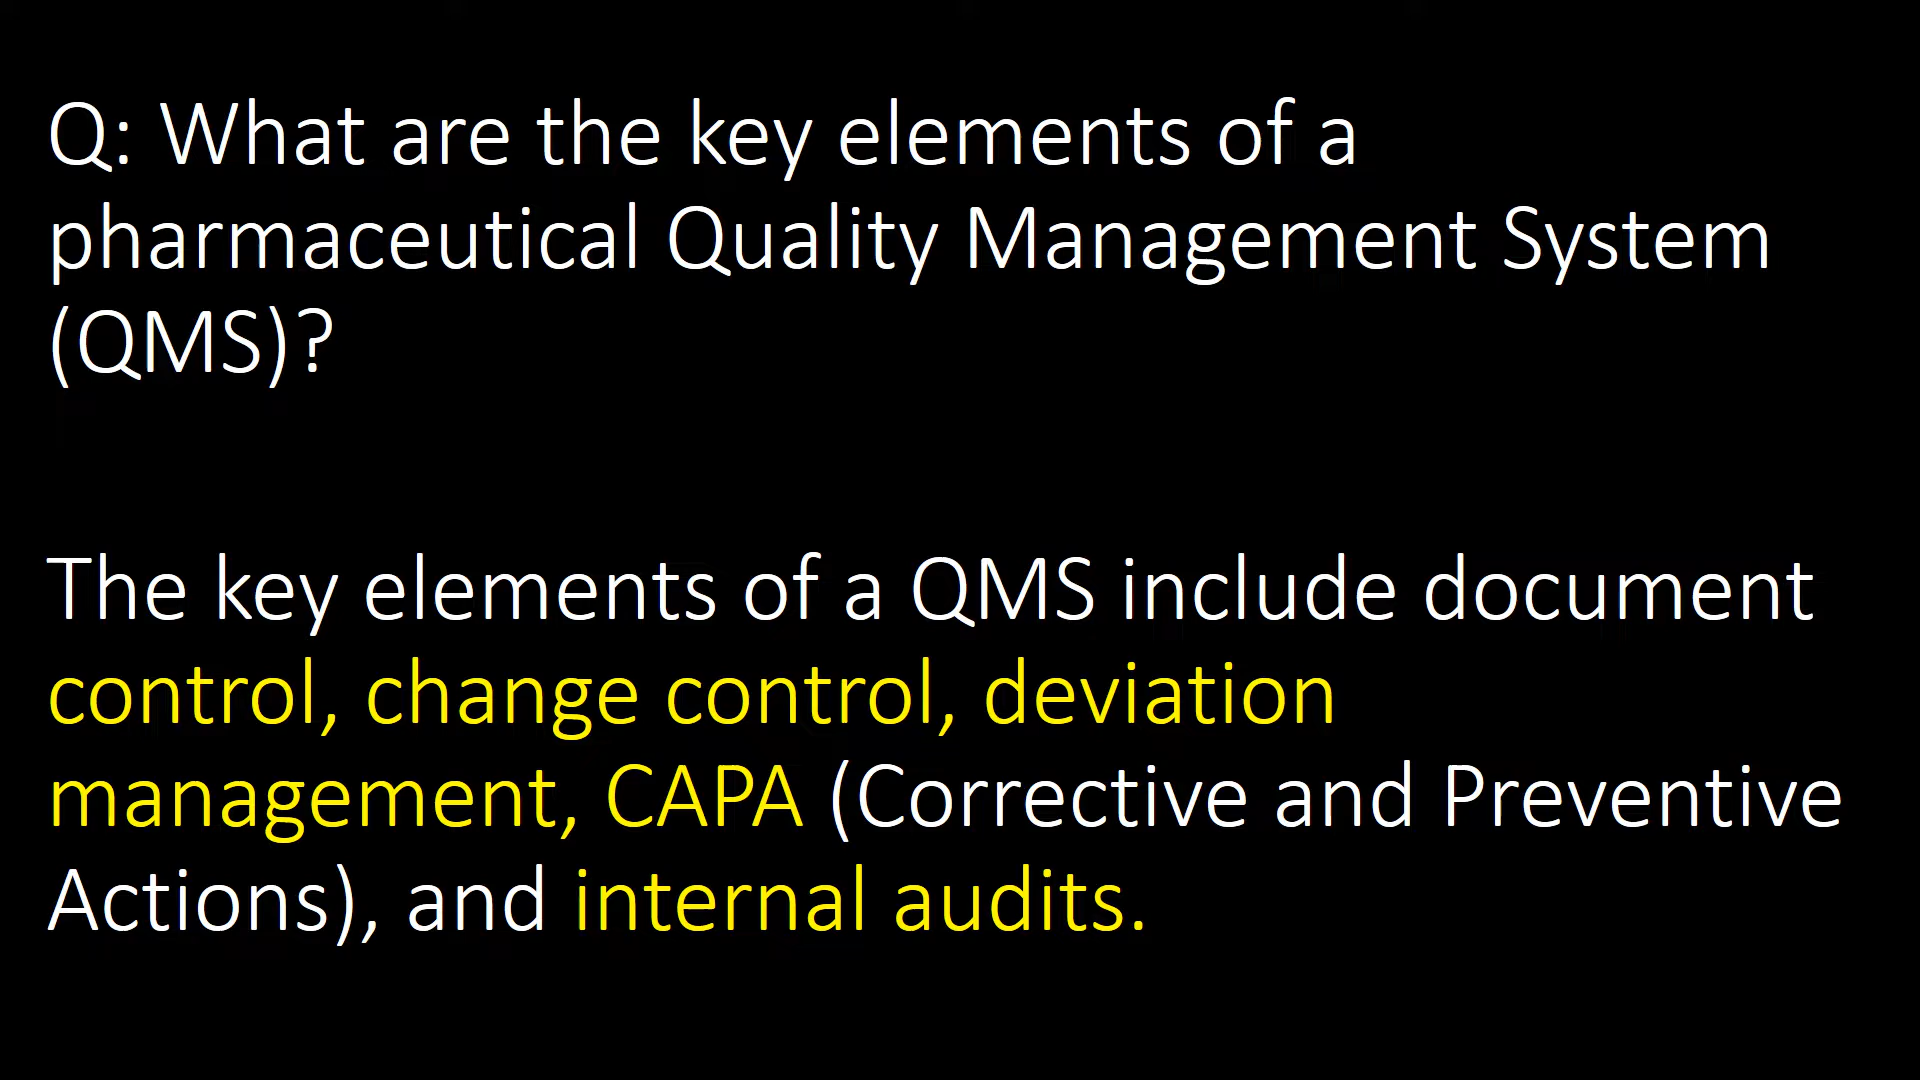 Q: What are the key elements of a
pharmaceutical Quality Management System
(QMS)?
The key elements of a QMS include document
control, change control, deviation
management, CAPA (Corrective and Preventive
Actions), and internal audits.